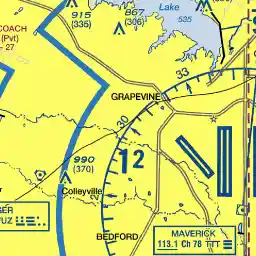 915
(335)
867
(306)
Lake
535
COACH
(Pvt)
- 27
33
GRAPEVINE
30
990
(370)
12
Colleyville
BEDFORD
MAVERICK
113.1 Ch 78 TTT